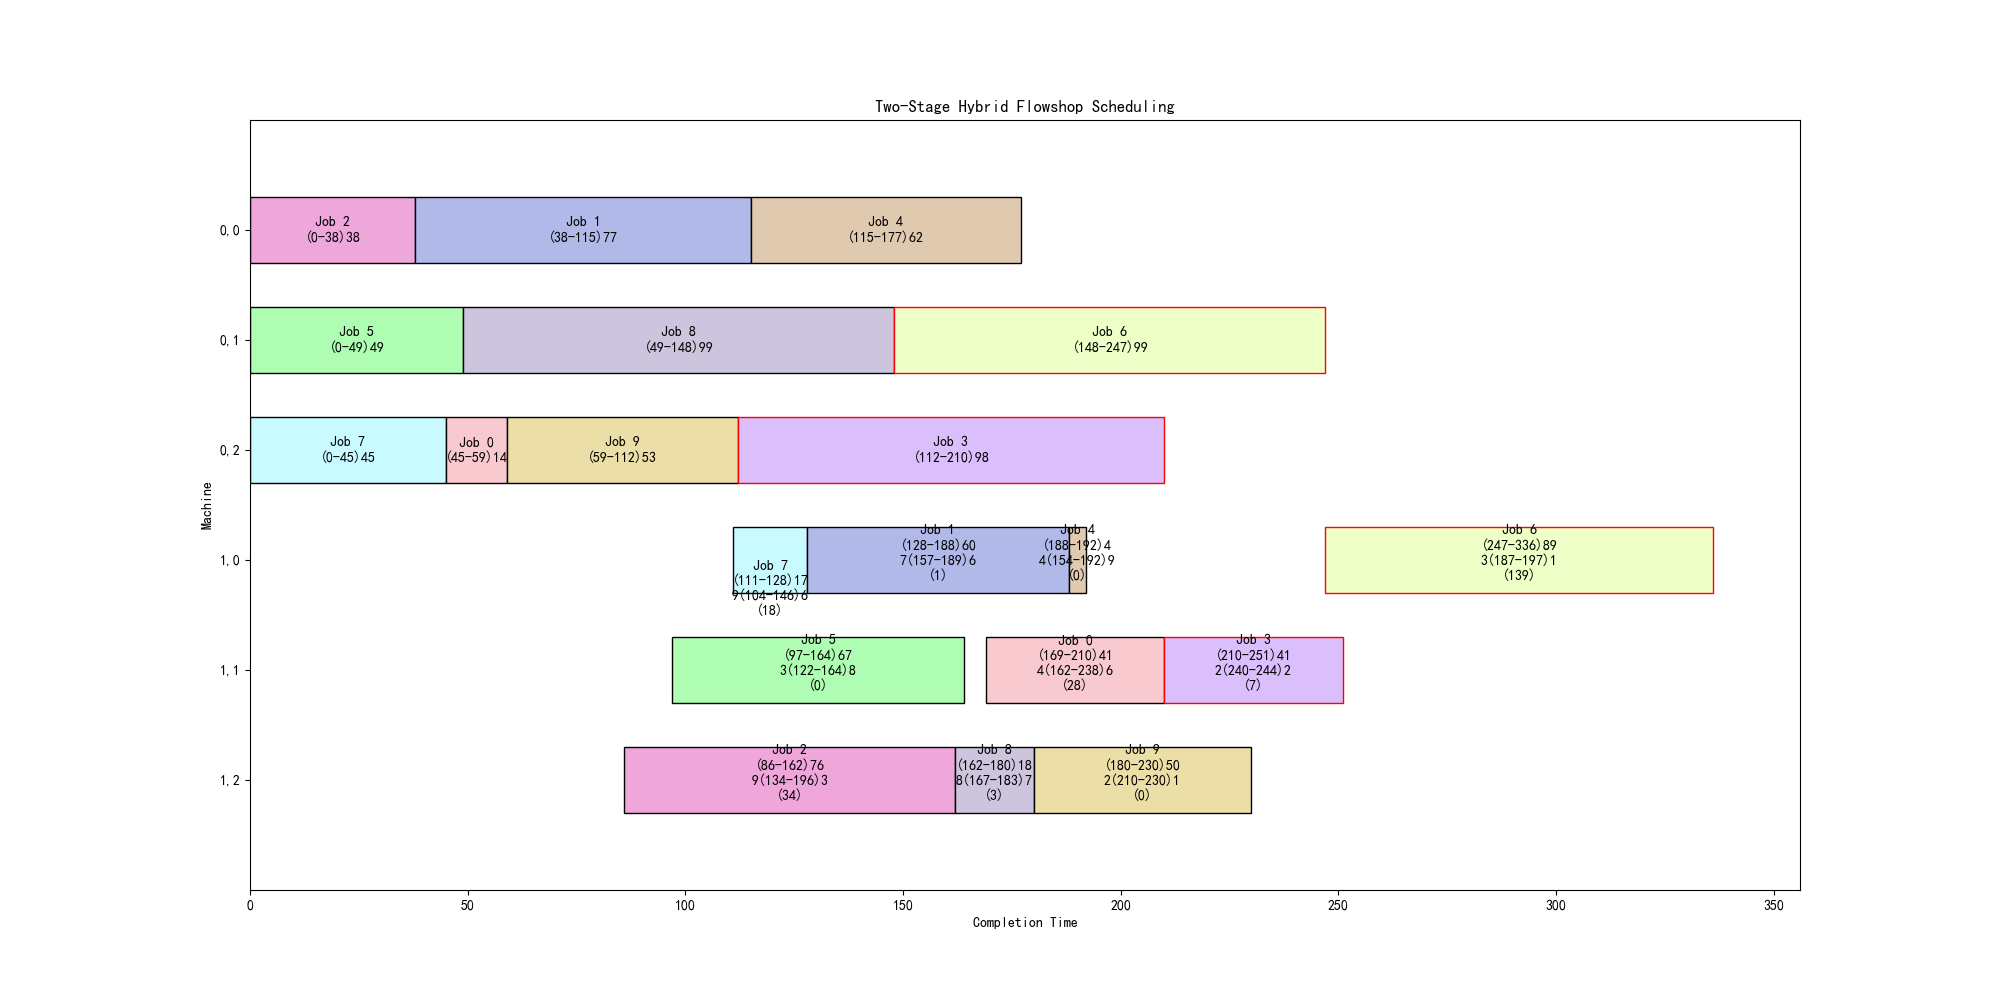 Two-Stage Hybrid Flowshop Scheduling
0,0
Job 2
(0-38)38
Job 1
(38-115)77
Job 4
(115-177)62
0,1
Job 5
(0-49)49
Job 8
(49-148)99
Job 6
(148-247)99
0,2
Job 7
(0-45)45
Job 0
(45-59)14
Job 9
(59-112)53
Job 3
(112-210)98
Machine
1,0
Job 7
(111-128)17
9(104-146)6
(18)
Job 1
(128-188)60
7(157-189)6
(1)
Job 4
(188-192)4
4(154-192)9
(0)
Job 6
(247-336)89
3(187-197)1
(139)
1,1
Job 5
(97-164)67
3(122-164)8
(0)
Job 0
(169-210)41
4(162-238)6
(28)
Job 3
(210-251)41
2(240-244)2
(7)
1,2
Job 2
(86-162)76
9(134-196)3
(34)
Job 8
(162-180)18
8(167-183)7
(3)
Job 9
(180-230)50
2(210-230)1
(0)
0 50 100 150 200 250 300 350
Completion Time